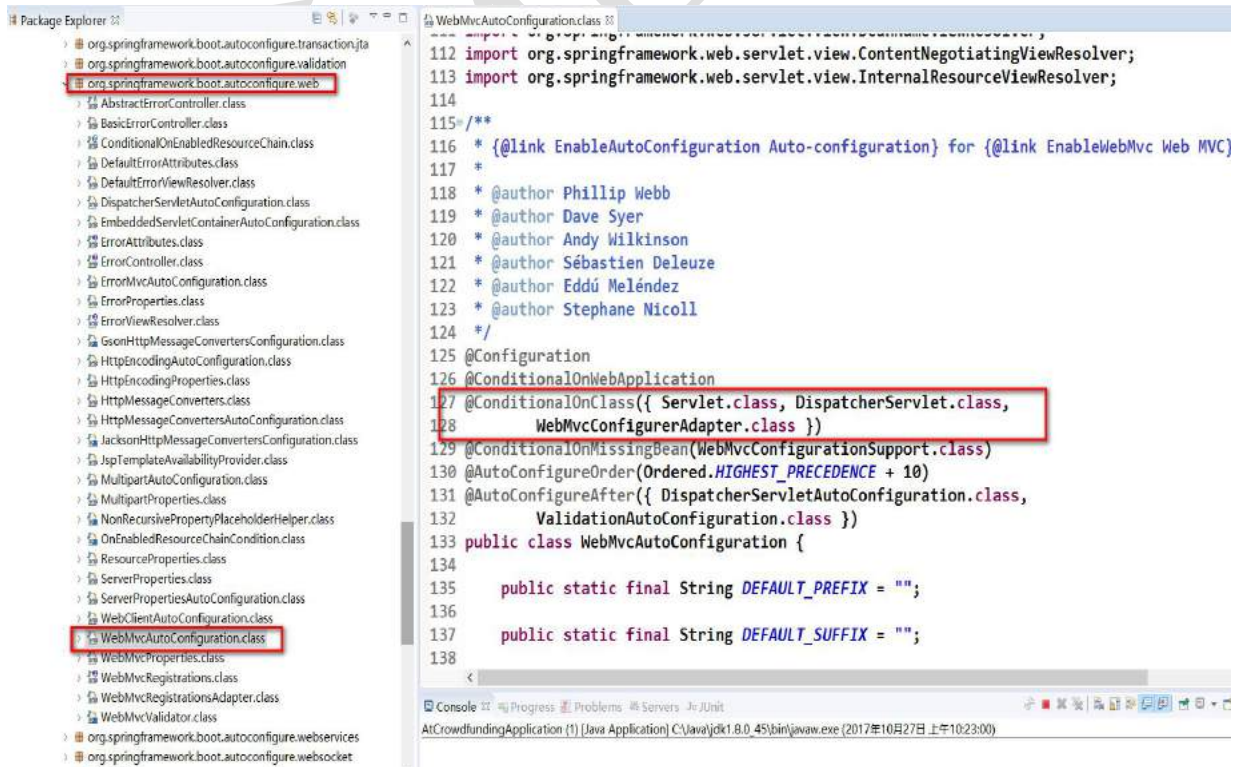 Package Explorer
org.springframework.boot.autoconfigure.transaction.jta
org.springframework.boot.autoconfigure.validation
org.springframework.boot.autoconfigure.web
AbstractErrorController.class
BasicErrorController.class
ConditionalOnEnabledResourceChain.class
DefaultErrorAttributes.class
DefaultErrorViewResolver.class
DispatcherServletAutoConfiguration.class
EmbeddedServletContainerAutoConfiguration.class
ErrorAttributes.class
ErrorController.class
ErrorMvcAutoConfiguration.class
ErrorProperties.class
ErrorViewResolver.class
GsonHttpMessageConvertersConfiguration.class
HttpEncodingAutoConfiguration.class
HttpEncodingProperties.class
HttpMessageConverters.class
HttpMessageConvertersAutoConfiguration.class
JacksonHttpMessageConvertersConfiguration.class
JspTemplateAvailabilityProvider.class
MultipartAutoConfiguration.class
MultipartProperties.class
NonRecursivePropertyPlaceholderHelper.class
OnEnabledResourceChainCondition.class
ResourceProperties.class
ServerProperties.class
ServerPropertiesAutoConfiguration.class
WebClientAutoConfiguration.class
WebMvcAutoConfiguration.class
WebMvcProperties.class
WebMvcRegistrations.class
WebMvcRegistrationsAdapter.class
WebMvcValidator.class
org.springframework.boot.autoconfigure.webservices
org.springframework.boot.autoconfigure.websocket
WebMvcAutoConfiguration.class
112 import org.springframework.web.servlet.view.ContentNegotiatingViewResolver;
113 import org.springframework.web.servlet.view.InternalResourceViewResolver;
114
115 /**
116 * {@link EnableAutoConfiguration Auto-configuration} for {@link EnableWebMvc Web MVC}
117 *
118 * @author Phillip Webb
119 * @author Dave Syer
120 * @author Andy Wilkinson
121 * @author Sébastien Deleuze
122 * @author Eddú Meléndez
123 * @author Stephane Nicoll
124 */
125 @Configuration
126 @ConditionalOnWebApplication
127 @ConditionalOnClass({ Servlet.class, DispatcherServlet.class,
128 WebMvcConfigurerAdapter.class })
129 @ConditionalOnMissingBean(WebMvcConfigurationSupport.class)
130 @AutoConfigureOrder(Ordered.HIGHEST_PRECEDENCE + 10)
131 @AutoConfigureAfter({ DispatcherServletAutoConfiguration.class,
132 ValidationAutoConfiguration.class })
133 public class WebMvcAutoConfiguration {
134
135 public static final String DEFAULT_PREFIX = "";
136
137 public static final String DEFAULT_SUFFIX = "";
138
Console Progress Problems Servers JUnit
AtCrowdfundingApplication (1) [Java Application] C:\Java\jdk1.8.0_45\bin\javaw.exe (2017年10月27日 上午10:23:00)